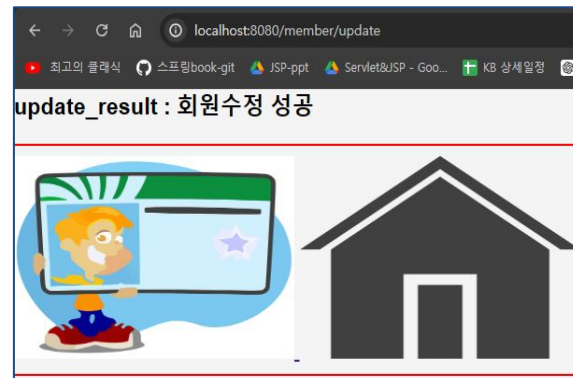 localhost:8080/member/update
최고의 클래식 스프링book-git JSP-ppt Servlet&JSP - Goo... KB 상세일정
update_result : 회원수정 성공